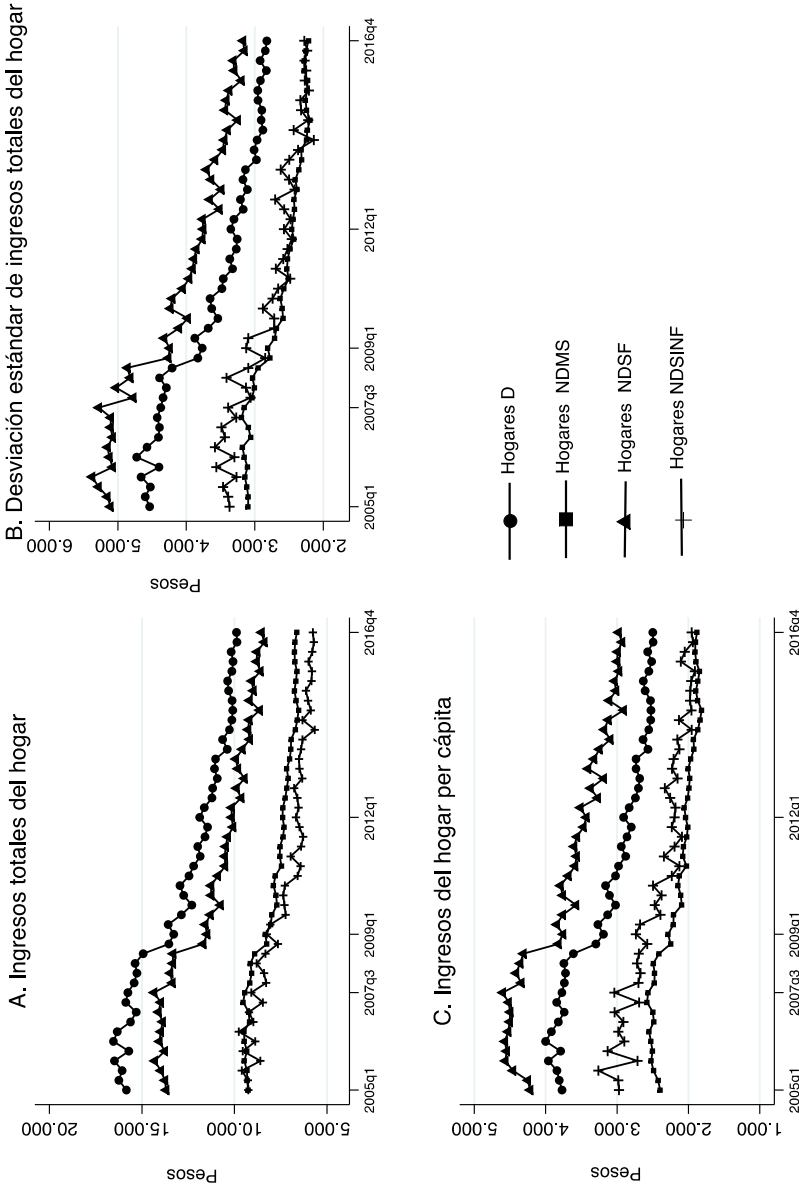 A. Ingresos totales del hogar
Pesos
20.000
15.000
10.000
5.000
2005q1
2007q3
2009q1
2012q1
2016q4
B. Desviación estándar de ingresos totales del hogar
Pesos
6.000
5.000
4.000
3.000
2.000
2005q1
2007q3
2009q1
2012q1
2016q4
C. Ingresos del hogar per cápita
Pesos
5.000
4.000
3.000
2.000
1.000
2005q1
2007q3
2009q1
2012q1
2016q4
Hogares D
Hogares NDMS
Hogares NDSF
Hogares NDSINF